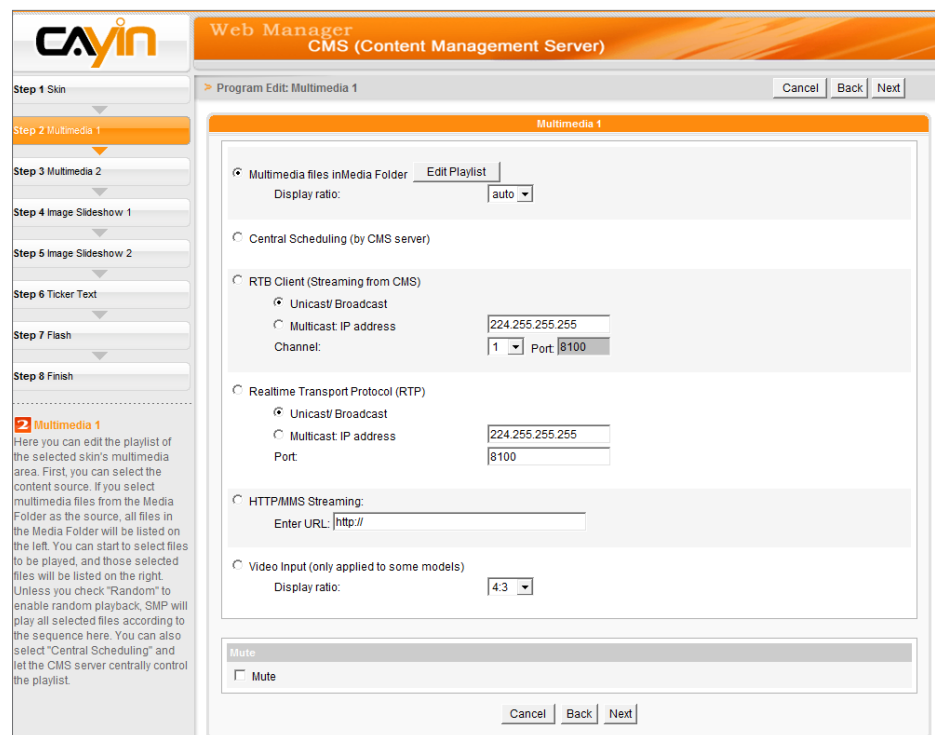 CAYIN
Web Manager
CMS (Content Management Server)
Step 1 Skin
Step 2 Multimedia 1
Step 3 Multimedia 2
Step 4 Image Slideshow 1
Step 5 Image Slideshow 2
Step 6 Ticker Text
Step 7 Flash
Step 8 Finish
2 Multimedia 1
Here you can edit the playlist of
the selected skin's multimedia
area. First, you can select the
content source. If you select
multimedia files from the Media
Folder as the source, all files in
the Media Folder will be listed on
the left. You can start to select files
to be played, and those selected
files will be listed on the right.
Unless you check "Random" to
enable random playback, SMP will
play all selected files according to
the sequence here. You can also
select "Central Scheduling" and
let the CMS server centrally control
the playlist.
> Program Edit: Multimedia 1
Cancel Back Next
Multimedia 1
Multimedia files inMedia Folder Edit Playlist
Display ratio: auto
Central Scheduling (by CMS server)
RTB Client (Streaming from CMS)
Unicast/ Broadcast
Multicast: IP address 224.255.255.255
Channel: 1 Port: 8100
Realtime Transport Protocol (RTP)
Unicast/ Broadcast
Multicast: IP address 224.255.255.255
Port: 8100
HTTP/MMS Streaming:
Enter URL: http://
Video Input (only applied to some models)
Display ratio: 4:3
Mute
Mute
Cancel Back Next